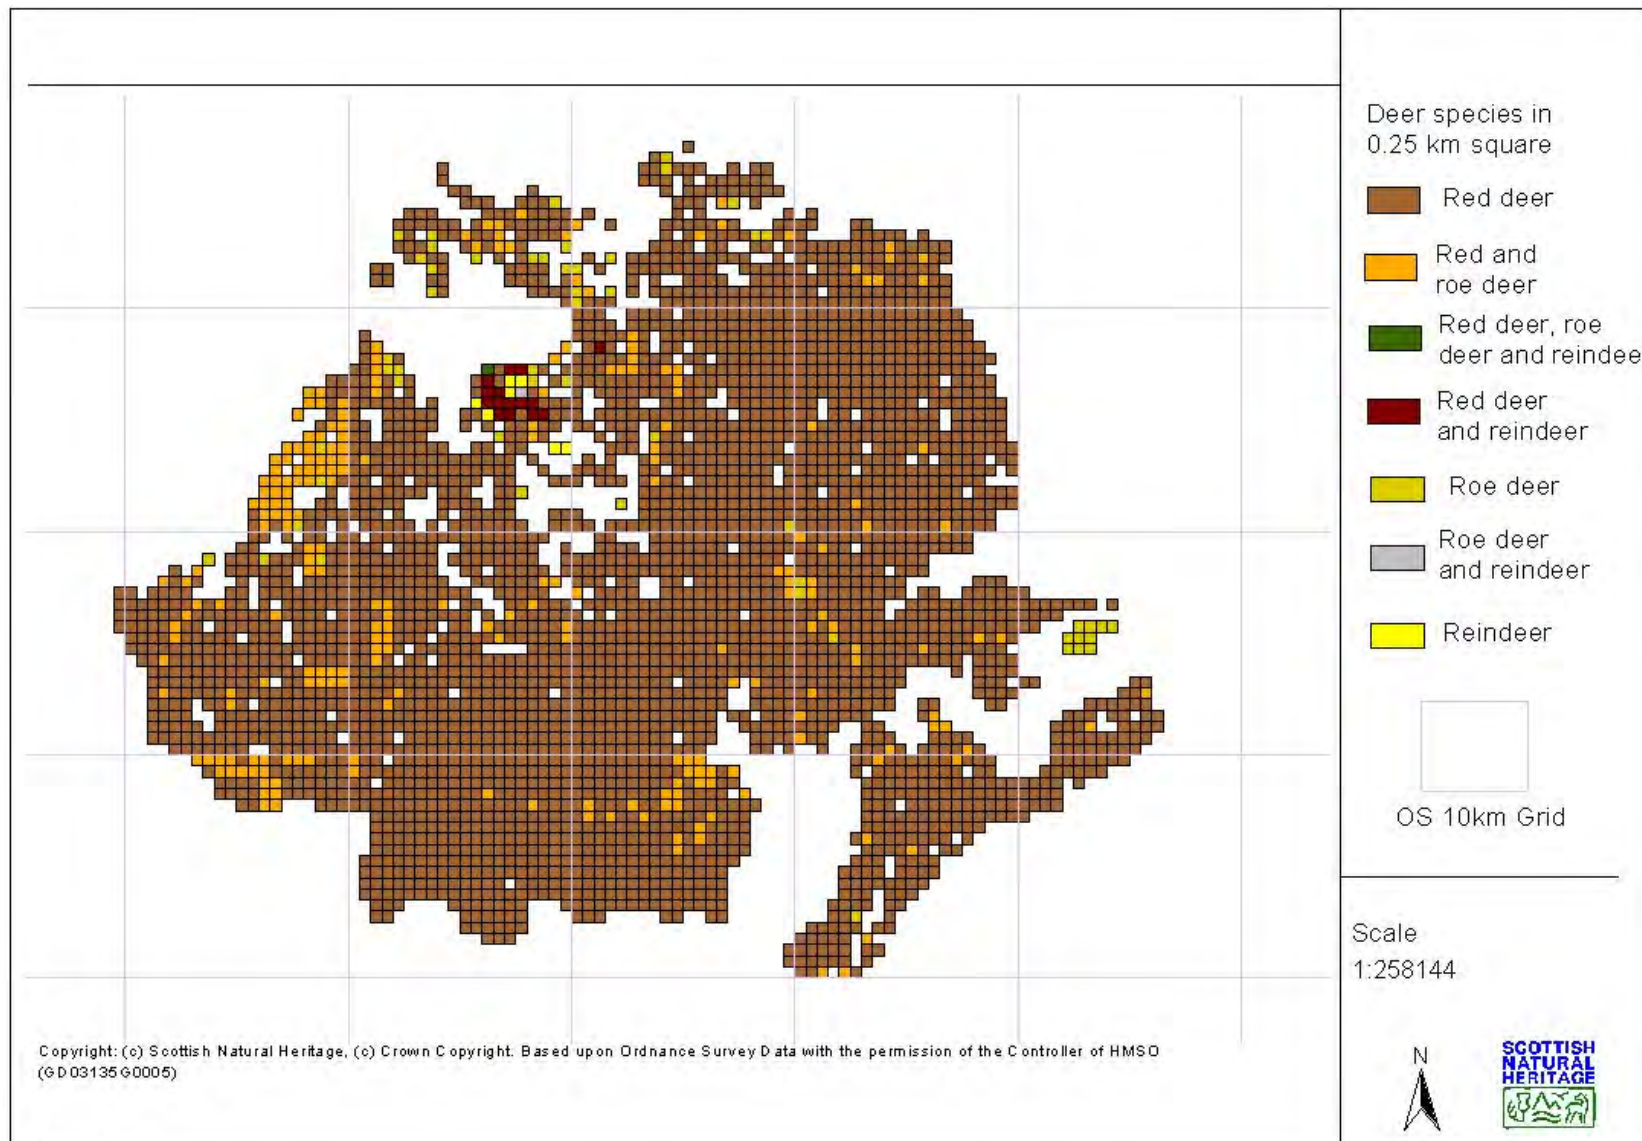 Deer species in
0.25 km square
Red deer
Red and
roe deer
Red deer, roe
deer and reindee
Red deer
and reindeer
Roe deer
Roe deer
and reindeer
Reindeer
OS 10km Grid
Scale
1:258144
N
SCOTTISH
NATURAL
HERITAGE
Copyright: (c) Scottish Natural Heritage, (c) Crown Copyright. Based upon Ordnance Survey Data with the permission of the Controller of HMSO
(GD03135G0005)